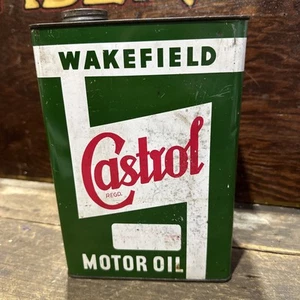 WAKEFIELD
Castrol
REGD.
MOTOR OIL